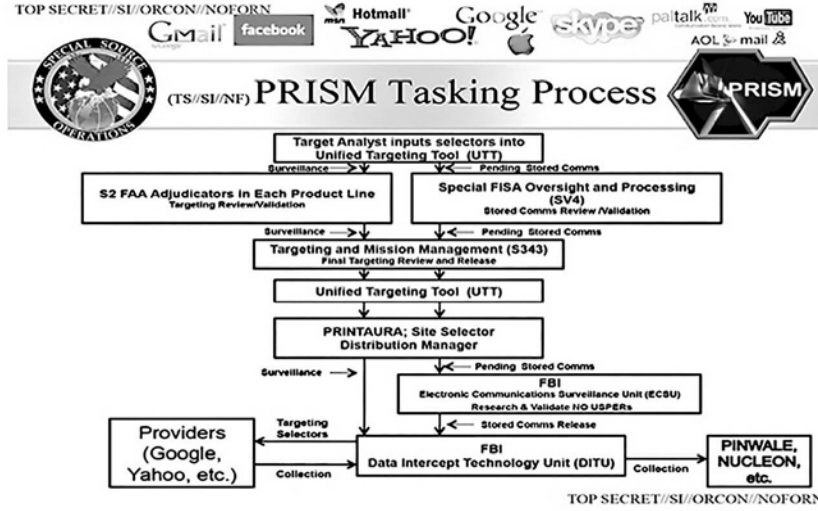 TOP SECRET//SI//ORCON//NOFORN
msn Hotmail®
Google™
skype™
paltalk.com
You Tube
Gmail
by Google
facebook
YAHOO!
AOL mail
SPECIAL SOURCE
OPERATIONS
(TS//SI//NF) PRISM Tasking Process
PRISM
Target Analyst inputs selectors into
Unified Targeting Tool (UTT)
Surveillance
Pending Stored Comms
S2 FAA Adjudicators in Each Product Line
Targeting Review/Validation
Special FISA Oversight and Processing
(SV4)
Stored Comms Review /Validation
Surveillance
Pending Stored Comms
Targeting and Mission Management (S343)
Final Targeting Review and Release
Unified Targeting Tool (UTT)
PRINTAURA; Site Selector
Distribution Manager
Surveillance
Pending Stored Comms
FBI
Electronic Communications Surveillance Unit (ECSU)
Research & Validate NO USPERs
Stored Comms Release
Providers
(Google,
Yahoo, etc.)
Targeting
Selectors
Collection
FBI
Data Intercept Technology Unit (DITU)
Collection
PINWALE,
NUCLEON,
etc.
TOP SECRET//SI//ORCON//NOFORN